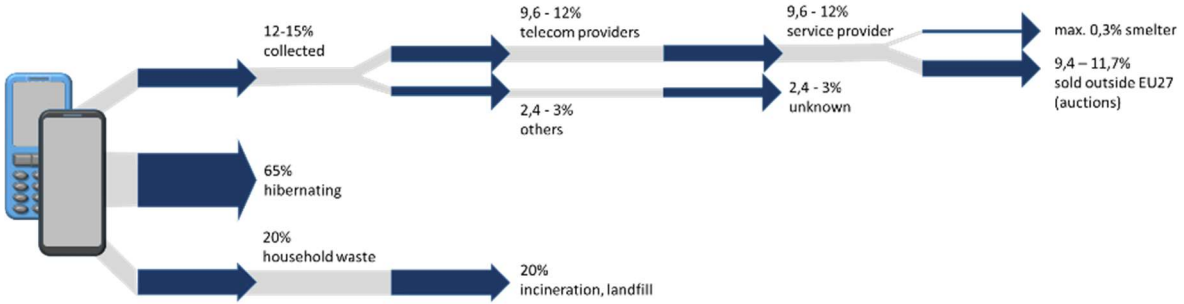 12-15%
collected
9,6 - 12%
telecom providers
9,6 - 12%
service provider
max. 0,3% smelter
9,4 – 11,7%
sold outside EU27
(auctions)
2,4 - 3%
others
2,4 - 3%
unknown
65%
hibernating
20%
household waste
20%
incineration, landfill